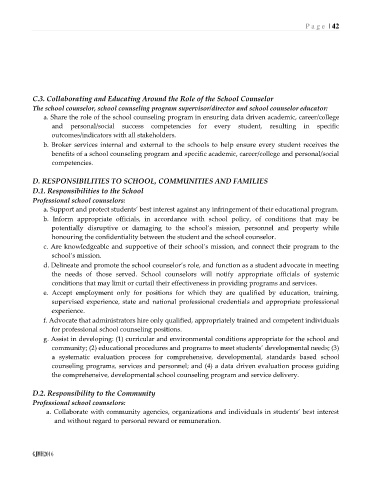 P a g e | 42
C.3. Collaborating and Educating Around the Role of the School Counselor
The school counselor, school counseling program supervisor/director and school counselor educator:
a. Share the role of the school counseling program in ensuring data driven academic, career/college
and personal/social success competencies for every student, resulting in specific
outcomes/indicators with all stakeholders.
b. Broker services internal and external to the schools to help ensure every student receives the
benefits of a school counseling program and specific academic, career/college and personal/social
competencies.
D. RESPONSIBILITIES TO SCHOOL, COMMUNITIES AND FAMILIES
D.1. Responsibilities to the School
Professional school counselors:
a. Support and protect students' best interest against any infringement of their educational program.
b. Inform appropriate officials, in accordance with school policy, of conditions that may be
potentially disruptive or damaging to the school's mission, personnel and property while
honouring the confidentiality between the student and the school counselor.
c. Are knowledgeable and supportive of their school's mission, and connect their program to the
school's mission.
d. Delineate and promote the school counselor's role, and function as a student advocate in meeting
the needs of those served. School counselors will notify appropriate officials of systemic
conditions that may limit or curtail their effectiveness in providing programs and services.
e. Accept employment only for positions for which they are qualified by education, training,
supervised experience, state and national professional credentials and appropriate professional
experience.
f. Advocate that administrators hire only qualified, appropriately trained and competent individuals
for professional school counseling positions.
g. Assist in developing: (1) curricular and environmental conditions appropriate for the school and
community; (2) educational procedures and programs to meet students' developmental needs; (3)
a systematic evaluation process for comprehensive, developmental, standards based school
counseling programs, services and personnel; and (4) a data driven evaluation process guiding
the comprehensive, developmental school counseling program and service delivery.
D.2. Responsibility to the Community
Professional school counselors:
a. Collaborate with community agencies, organizations and individuals in students' best interest
and without regard to personal reward or remuneration.
2016